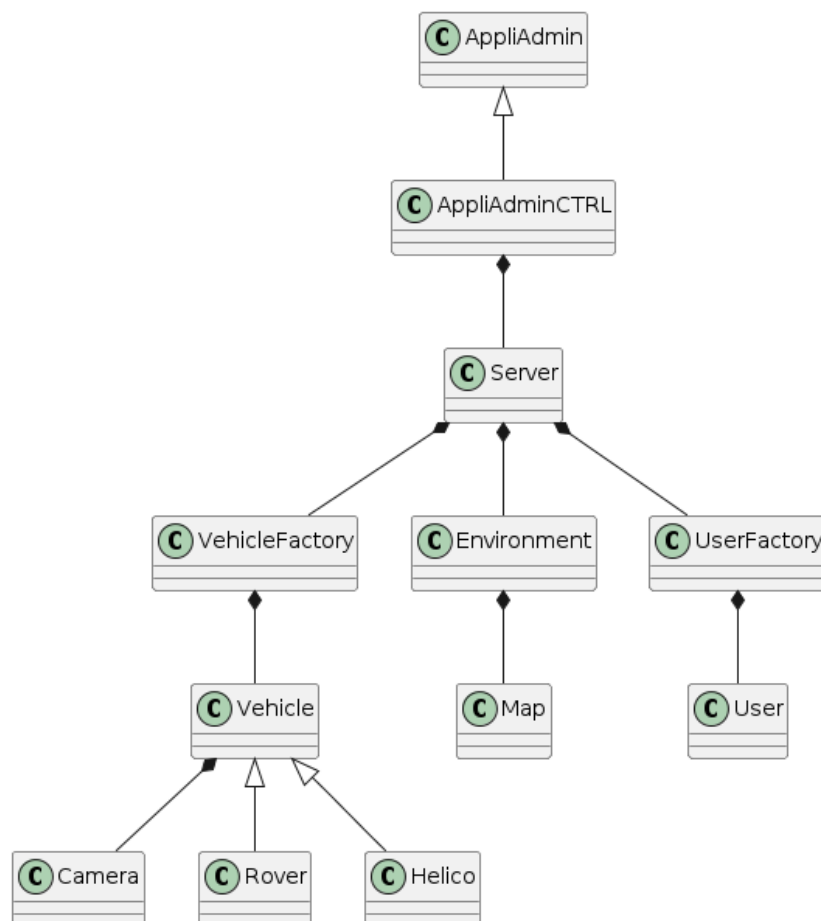 C AppliAdmin
C AppliAdminCTRL
C Server
C VehicleFactory
C Environment
C UserFactory
C Vehicle
C Map
C User
C Camera
C Rover
C Helico